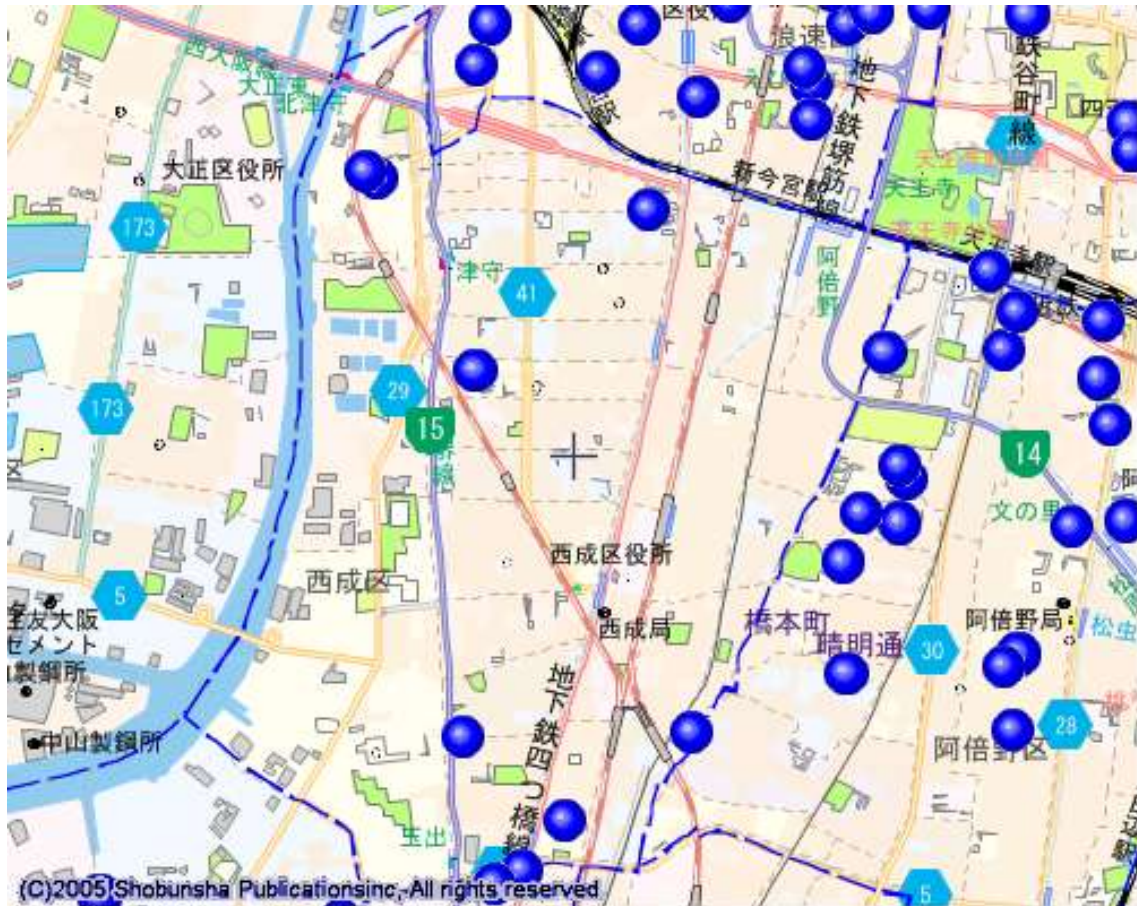 区役所
浪速区
西大阪線
大正東
北津守
大正区役所
地下鉄堺筋線
鉄谷町線
新今宮駅
天王寺
天王寺駅
173
津守
41
阿倍野
173
29
15
14
文の里
西成区役所
西成区
5
住友大阪
セメント
西成局
橋本町
晴明通
30
阿倍野局
松虫
28
中山製鋼所
地下鉄四つ橋線
阿倍野区
玉出
5
(C)2005 Shobunsha Publicationsinc,-All rights reserved